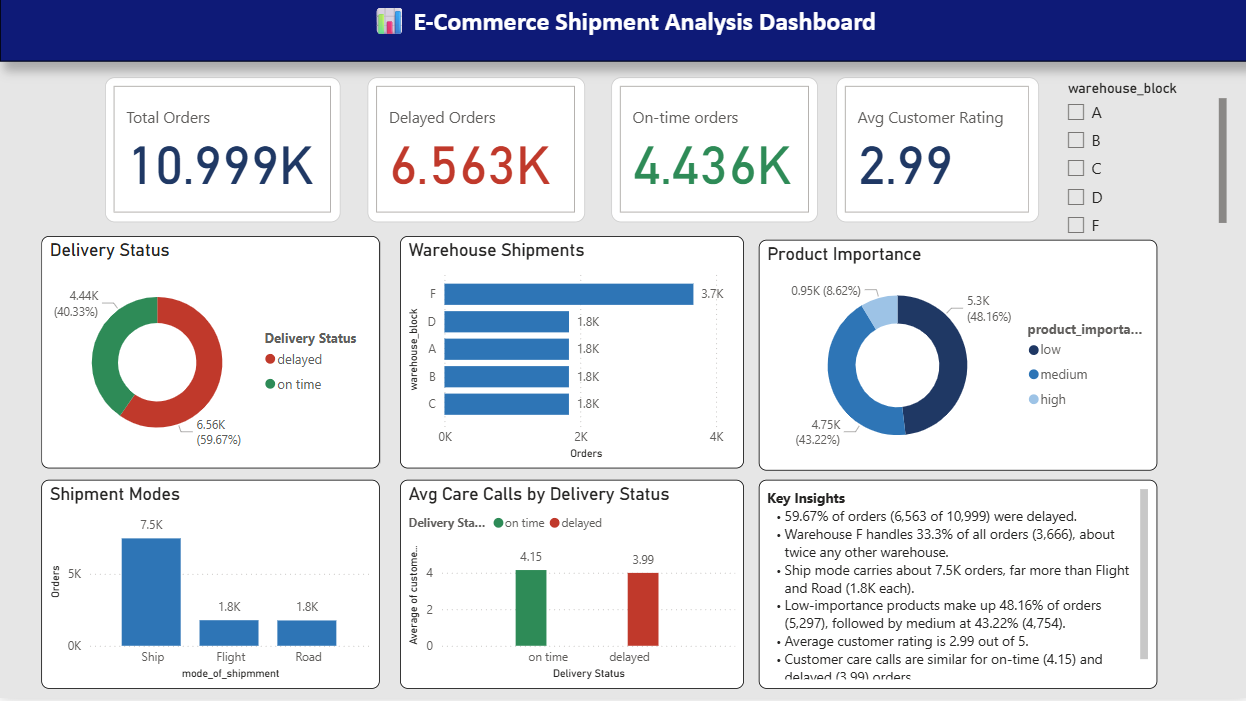 E-Commerce Shipment Analysis Dashboard
Total Orders
10.999K
Delayed Orders
6.563K
On-time orders
4.436K
Avg Customer Rating
2.99
warehouse_block
A
B
C
D
F
Delivery Status
4.44K
(40.33%)
6.56K
(59.67%)
Delivery Status
delayed
on time
Warehouse Shipments
warehouse_block
F
3.7K
D
1.8K
A
1.8K
B
1.8K
C
1.8K
0K
2K
4K
Orders
Product Importance
0.95K (8.62%)
5.3K
(48.16%)
4.75K
(43.22%)
product_importa...
low
medium
high
Shipment Modes
Orders
5K
0K
7.5K
1.8K
1.8K
Ship
Flight
Road
mode_of_shipmment
Avg Care Calls by Delivery Status
Delivery Sta...
on time
delayed
Average of custome...
4
2
0
4.15
3.99
on time
delayed
Delivery Status
Key Insights
• 59.67% of orders (6,563 of 10,999) were delayed.
• Warehouse F handles 33.3% of all orders (3,666), about
twice any other warehouse.
• Ship mode carries about 7.5K orders, far more than Flight
and Road (1.8K each).
• Low-importance products make up 48.16% of orders
(5,297), followed by medium at 43.22% (4,754).
• Average customer rating is 2.99 out of 5.
• Customer care calls are similar for on-time (4.15) and
delayed (3.99) orders